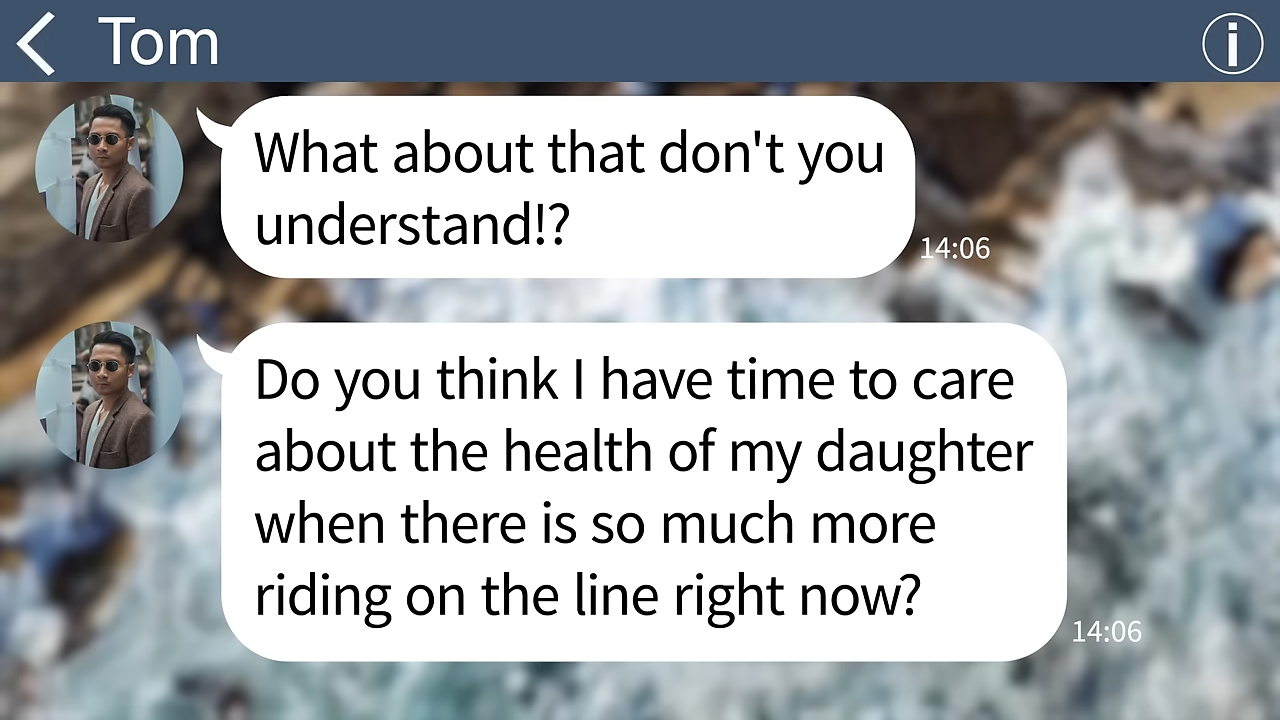 Tom
What about that don't you
understand!?
14:06
Do you think I have time to care
about the health of my daughter
when there is so much more
riding on the line right now?
14:06